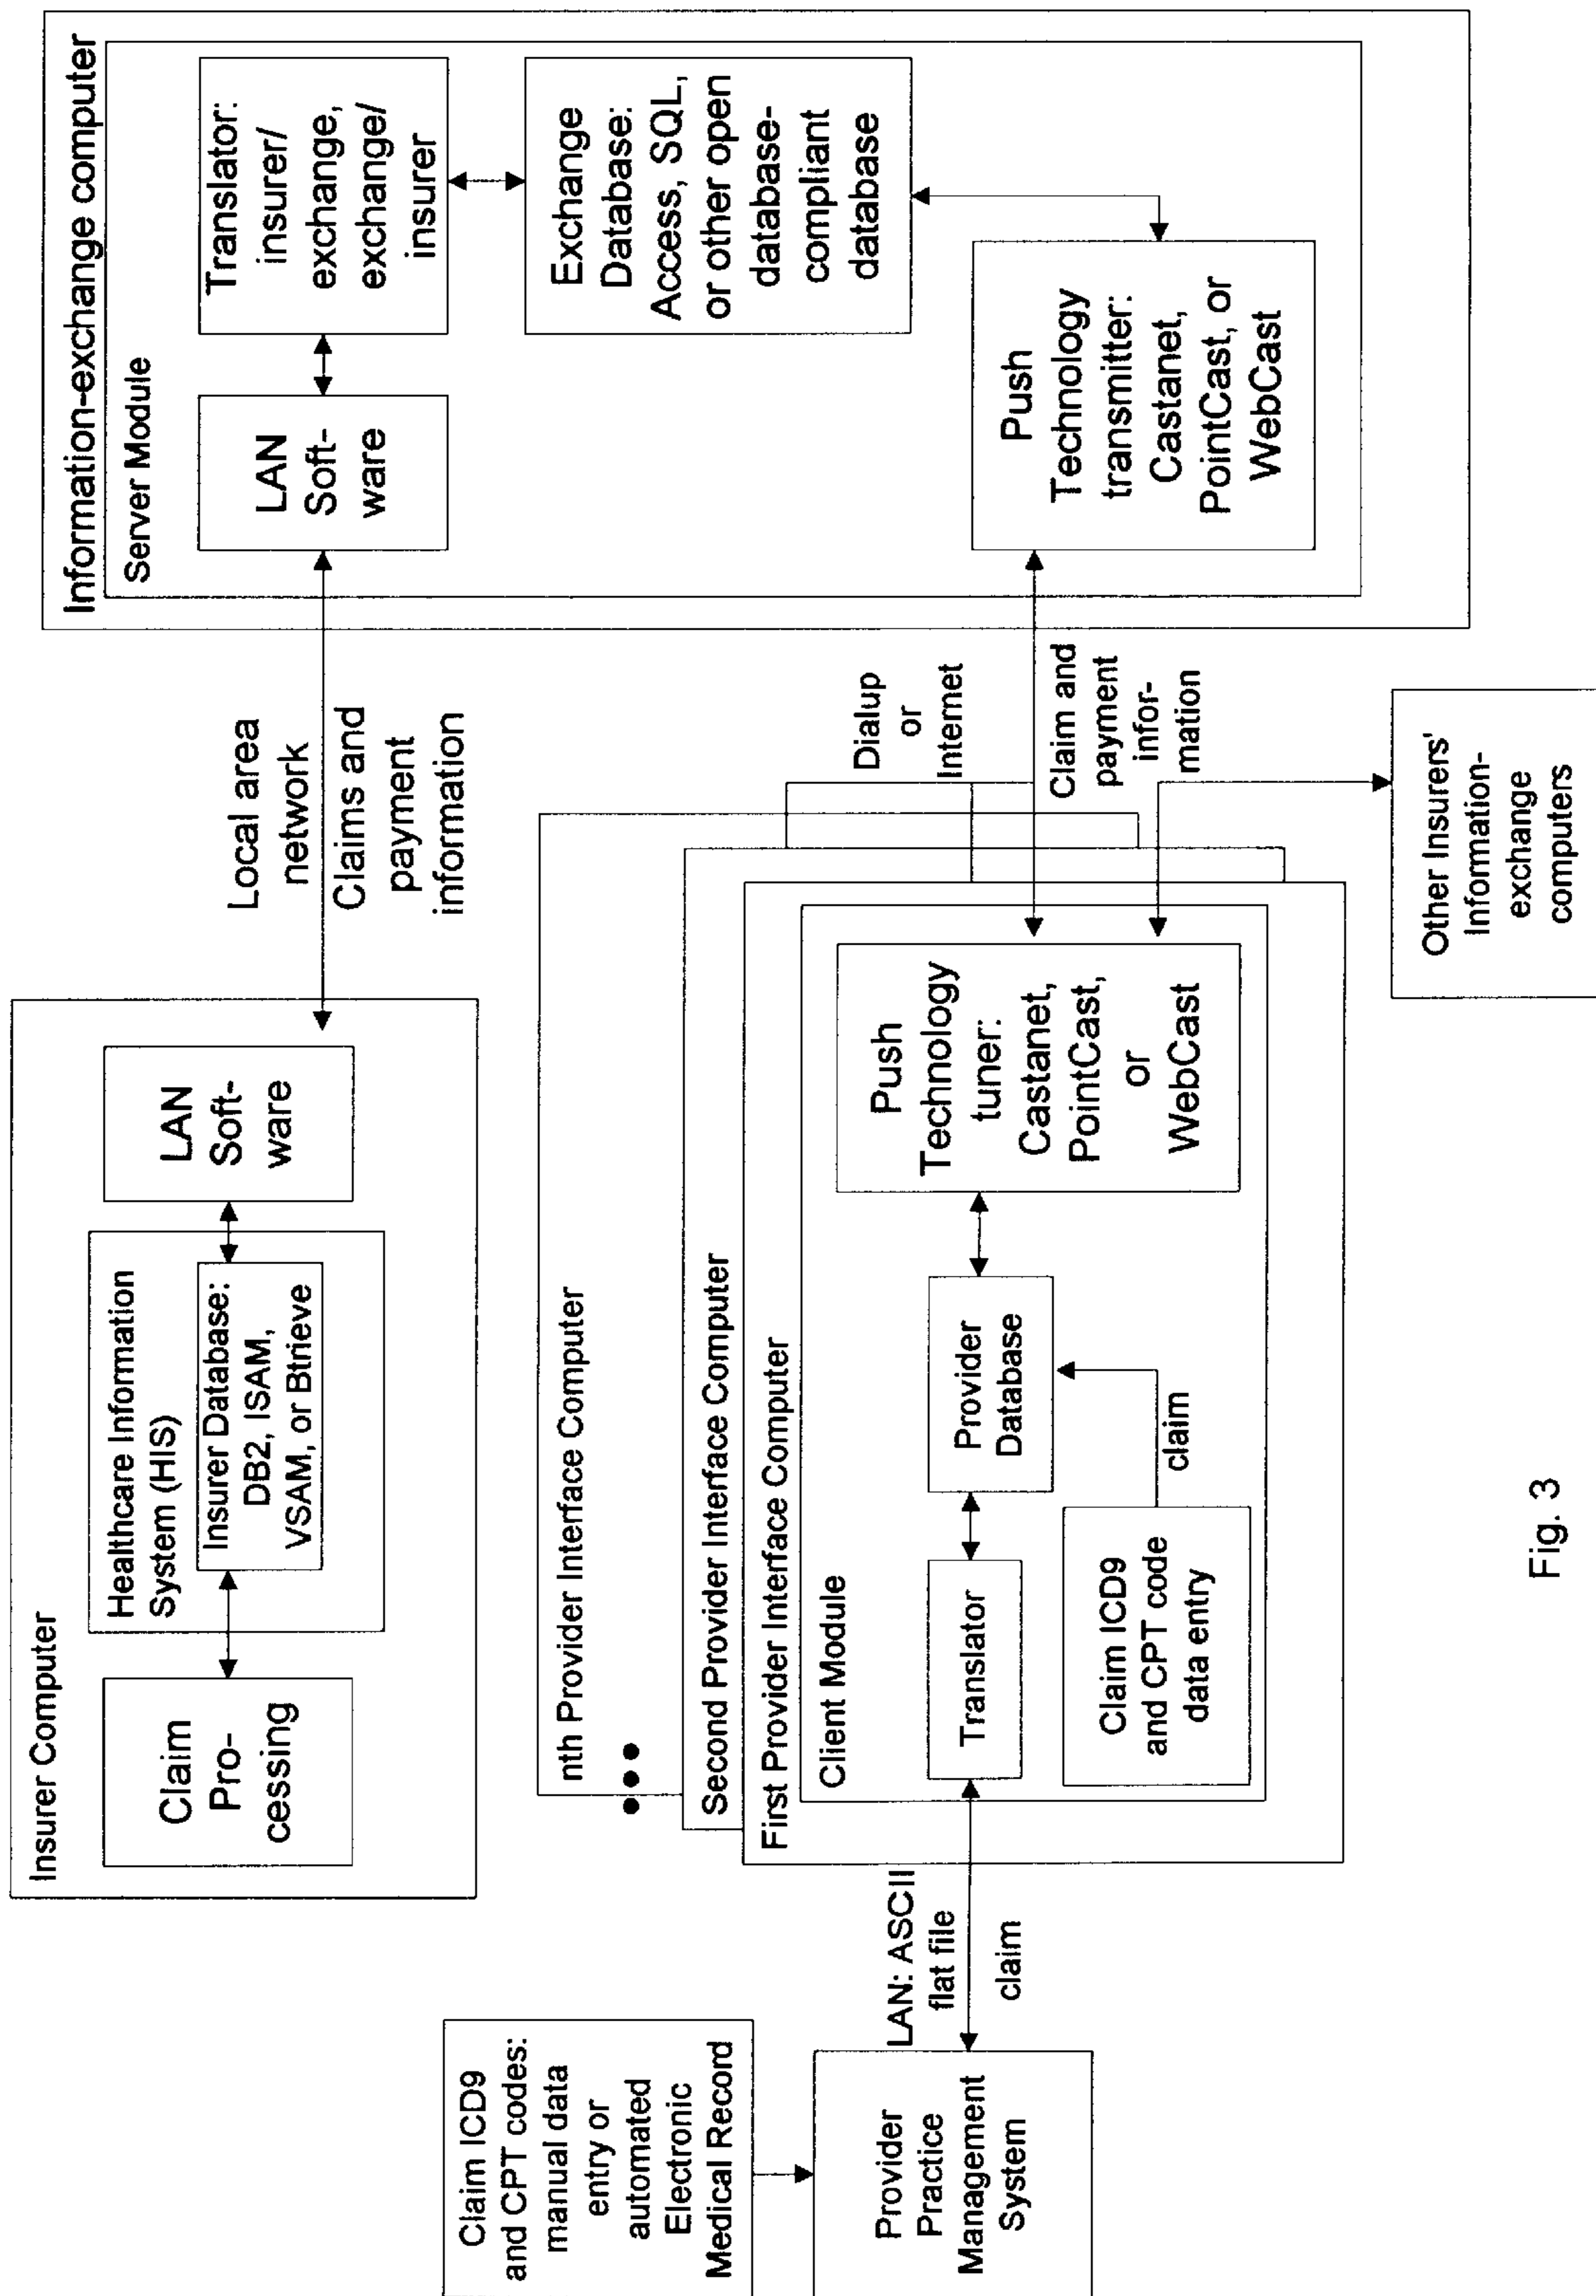 Insurer Computer
Claim
Pro-
cessing
Healthcare Information
System (HIS)
Insurer Database:
DB2, ISAM,
VSAM, or Btrieve
LAN
Soft-
ware
Local area
network
Claims and
payment
information
Information-exchange computer
Server Module
LAN
Soft-
ware
Translator:
insurer/
exchange,
exchange/
insurer
Exchange
Database:
Access, SQL,
or other open
database-
compliant
database
Push
Technology
transmitter:
Castanet,
PointCast, or
WebCast
Claim ICD9
and CPT codes:
manual data
entry or
automated
Electronic
Medical Record
Provider
Practice
Management
System
LAN: ASCII
flat file
claim
nth Provider Interface Computer
•••
Second Provider Interface Computer
First Provider Interface Computer
Client Module
Translator
Provider
Database
Claim ICD9
and CPT code
data entry
claim
Push
Technology
tuner:
Castanet,
PointCast,
or
WebCast
Dialup
or
Internet
Claim and
payment
infor-
mation
Other Insurers'
Information-
exchange
computers
Fig. 3